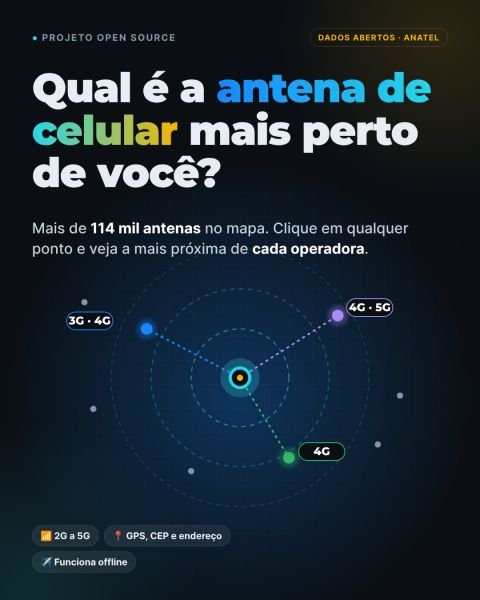 PROJETO OPEN SOURCE
DADOS ABERTOS · ANATEL
Qual é a antena de
celular mais perto
de você?
Mais de 114 mil antenas no mapa. Clique em qualquer
ponto e veja a mais próxima de cada operadora.
3G · 4G
4G · 5G
4G
📶 2G a 5G
📍 GPS, CEP e endereço
✈️ Funciona offline